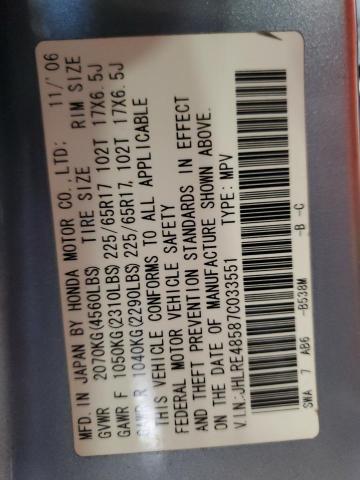 MFD. IN JAPAN BY HONDA MOTOR CO.,LTD: 11/'06
GVWR 2070KG(4560LBS) TIRE SIZE RIM SIZE
GAWR F 1050KG(2310LBS) 225/65R17 102T 17X6.5J
GAWR R 1040KG(2290LBS) 225/65R17, 102T 17X6.5J
THIS VEHICLE CONFORMS TO ALL APPLICABLE
FEDERAL MOTOR VEHICLE SAFETY
AND THEFT PREVENTION STANDARDS IN EFFECT
ON THE DATE OF MANUFACTURE SHOWN ABOVE.
V.I.N:JHLRE48587C033551 TYPE: MPV
SWA 7 AB6 -B538M -B -C